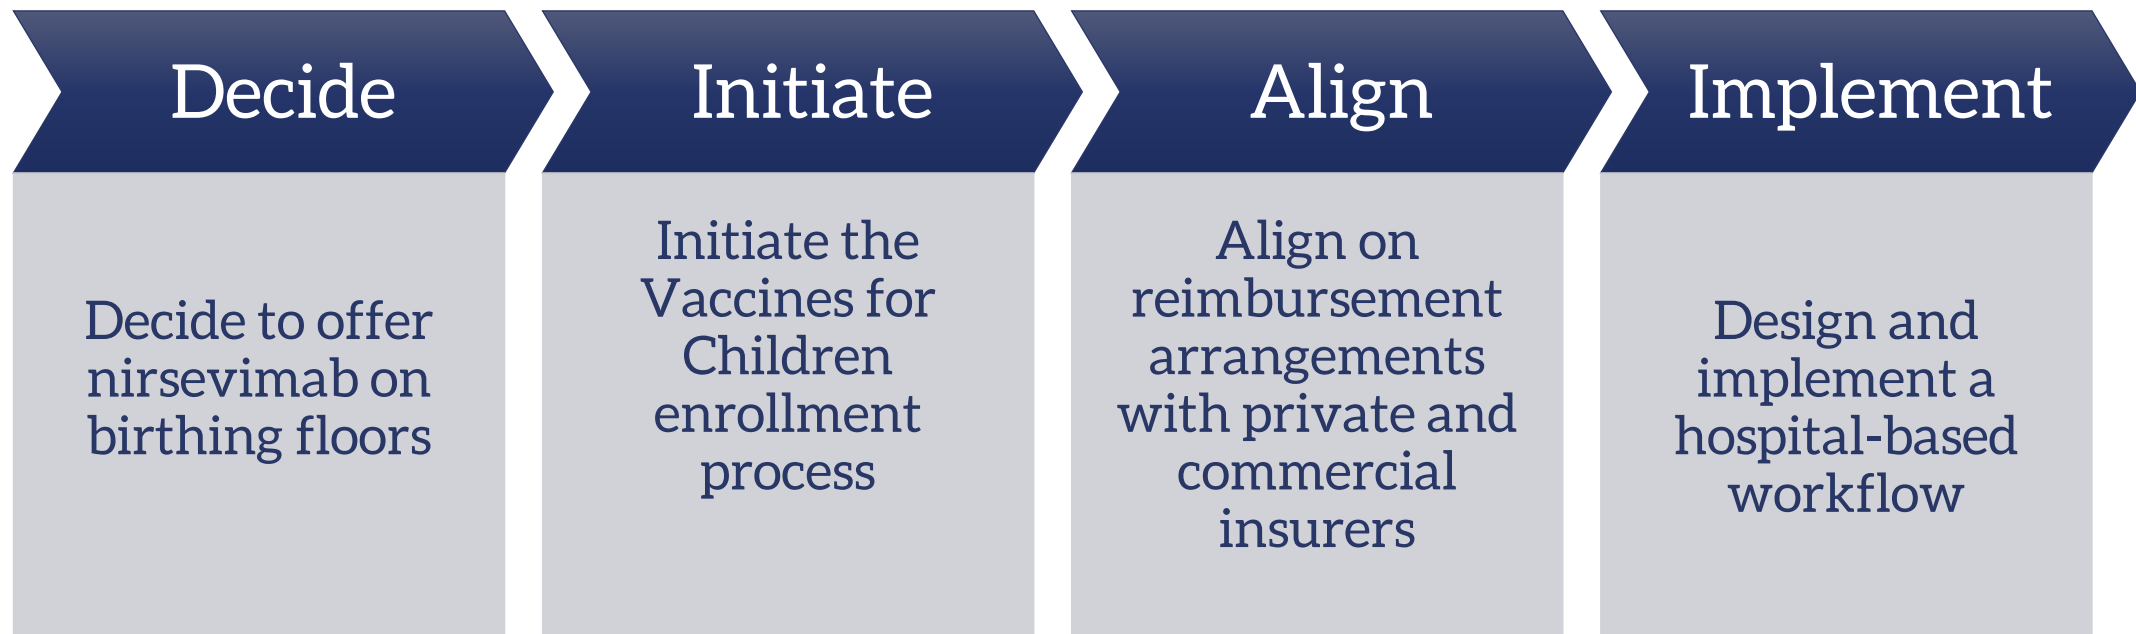 Decide
Decide to offer
nirsevimab on
birthing floors
Initiate
Initiate the
Vaccines for
Children
enrollment
process
Align
Align on
reimbursement
arrangements
with private and
commercial
insurers
Implement
Design and
implement a
hospital-based
workflow